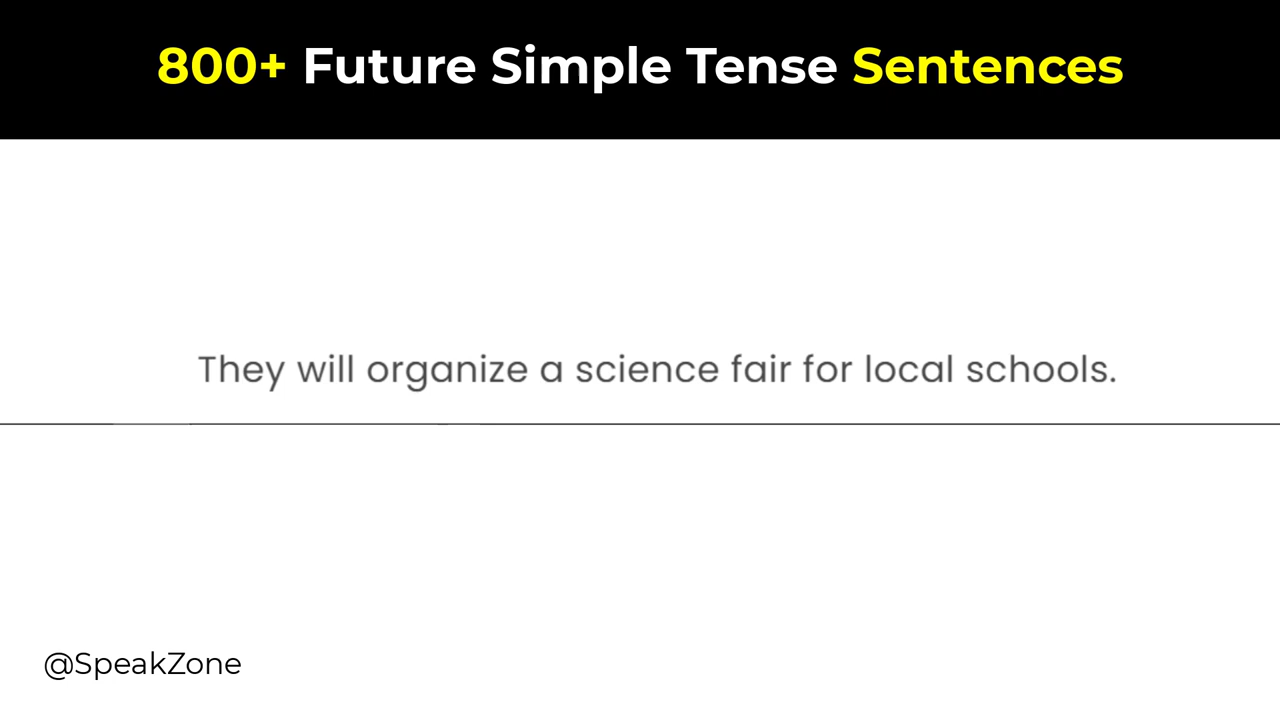 800+ Future Simple Tense Sentences
They will organize a science fair for local schools.
@SpeakZone